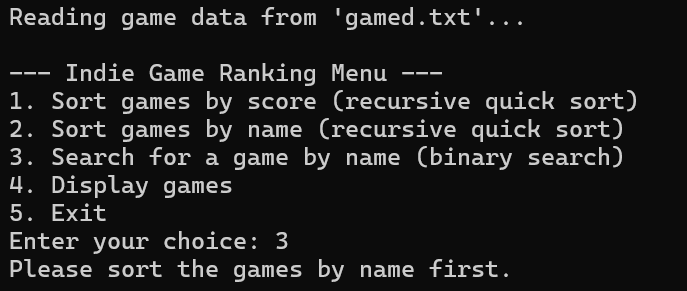 Reading game data from 'gamed.txt'...
--- Indie Game Ranking Menu ---
1. Sort games by score (recursive quick sort)
2. Sort games by name (recursive quick sort)
3. Search for a game by name (binary search)
4. Display games
5. Exit
Enter your choice: 3
Please sort the games by name first.